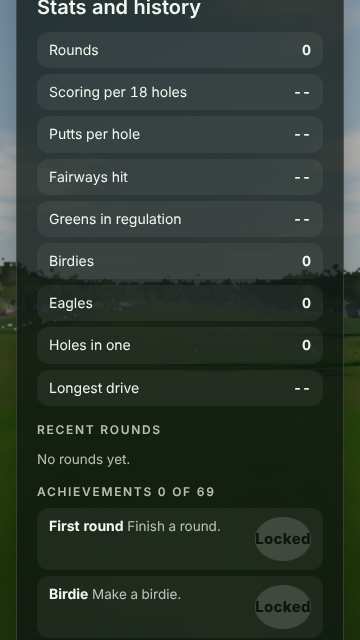 Stats and history
Rounds 0
Scoring per 18 holes --
Putts per hole --
Fairways hit --
Greens in regulation --
Birdies 0
Eagles 0
Holes in one 0
Longest drive --
RECENT ROUNDS
No rounds yet.
ACHIEVEMENTS 0 OF 69
First round Finish a round. Locked
Birdie Make a birdie. Locked